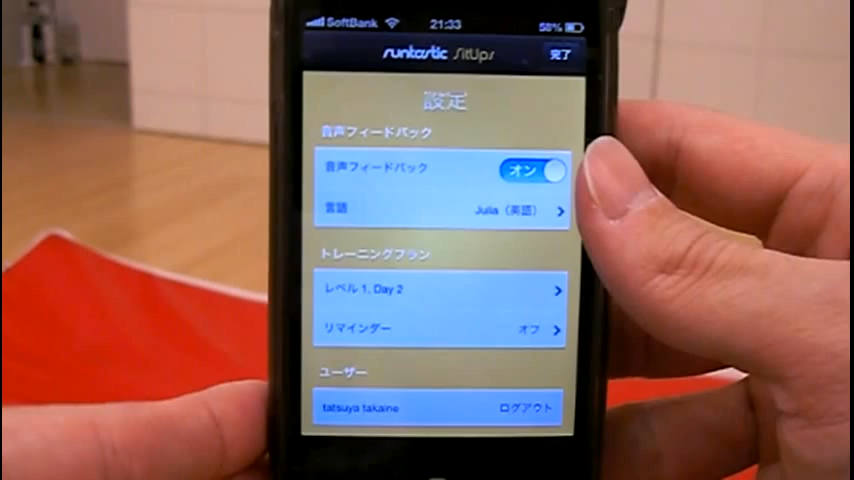 SoftBank 21:33 58%
runtastic SitUps 完了
設定
音声フィードバック
音声フィードバック オン
言語 Julia（英語）
トレーニングプラン
レベル 1, Day 2
リマインダー オフ
ユーザー
tatsuya takaine ログアウト